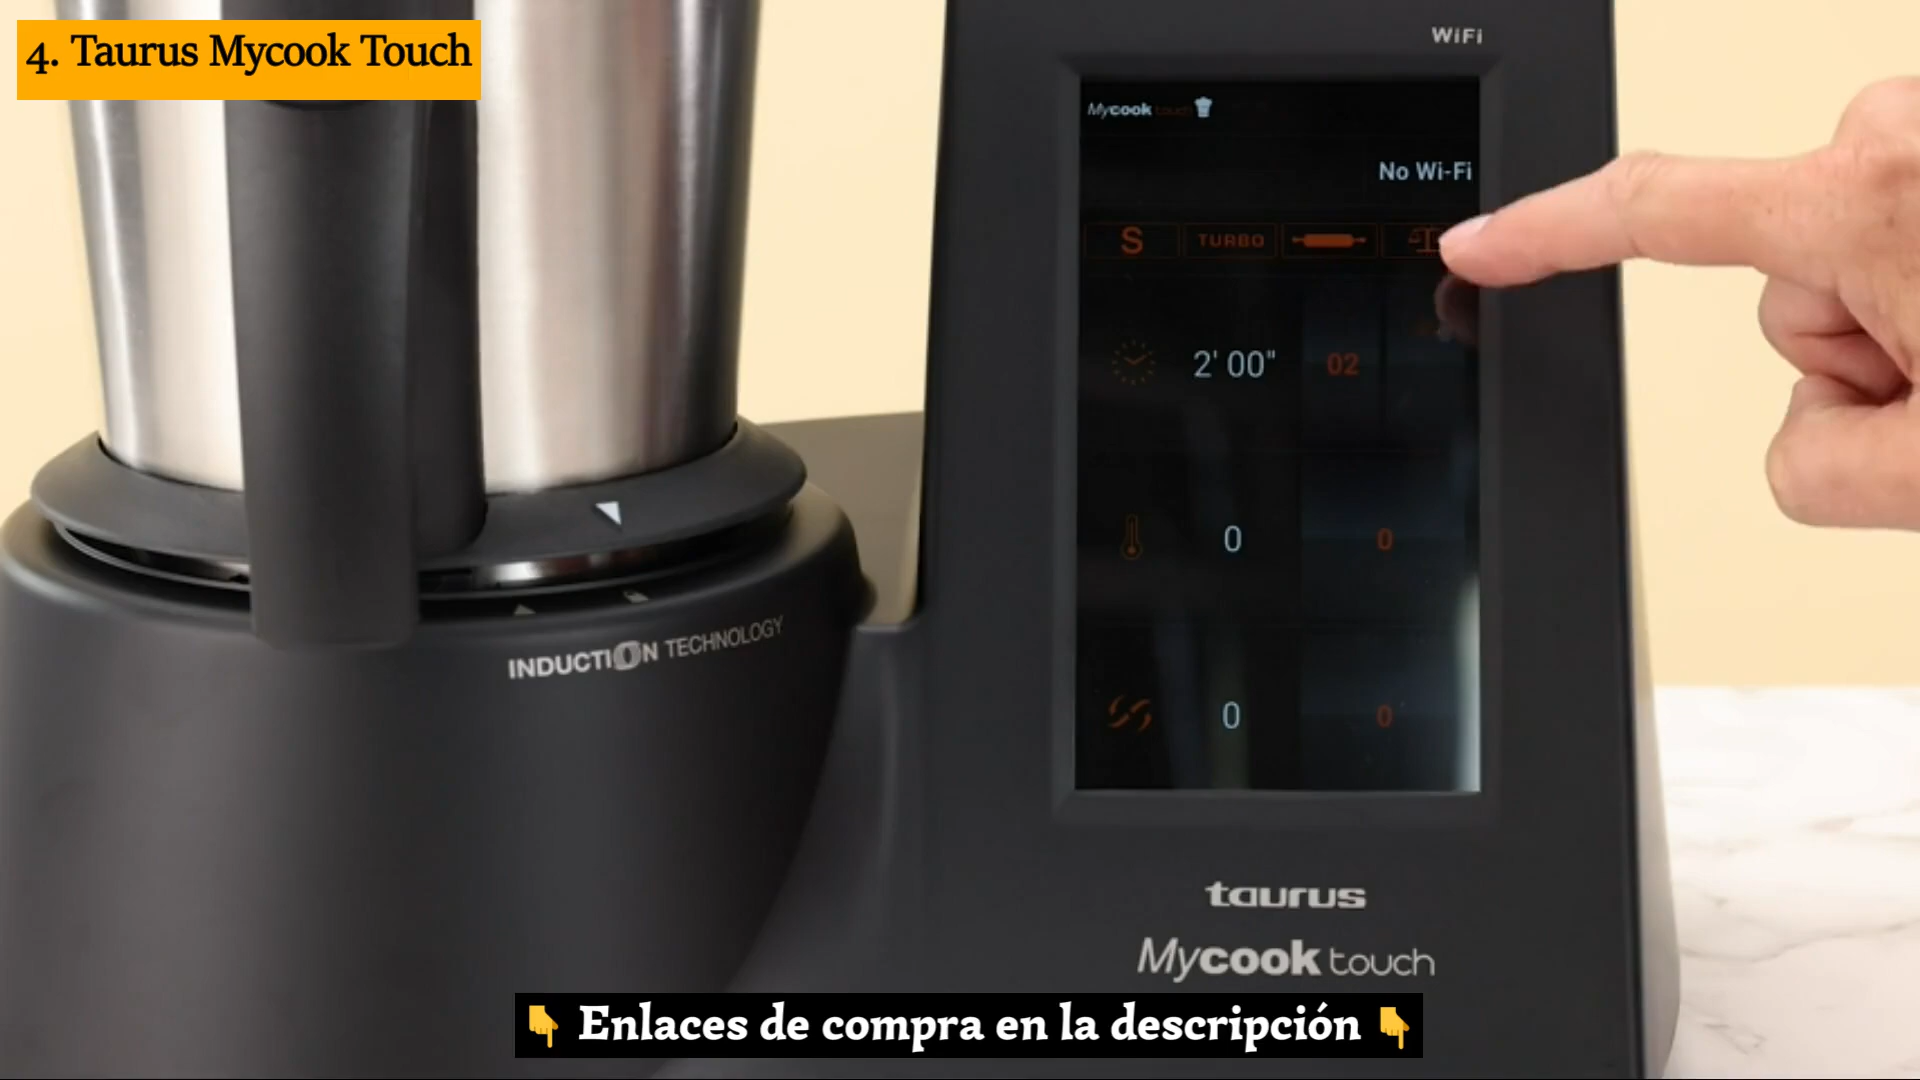 4. Taurus Mycook Touch
WiFi
Mycook touch
No Wi-Fi
S TURBO
2' 00" 02
0 0
0 0
INDUCTION TECHNOLOGY
taurus
Mycook touch
Enlaces de compra en la descripción